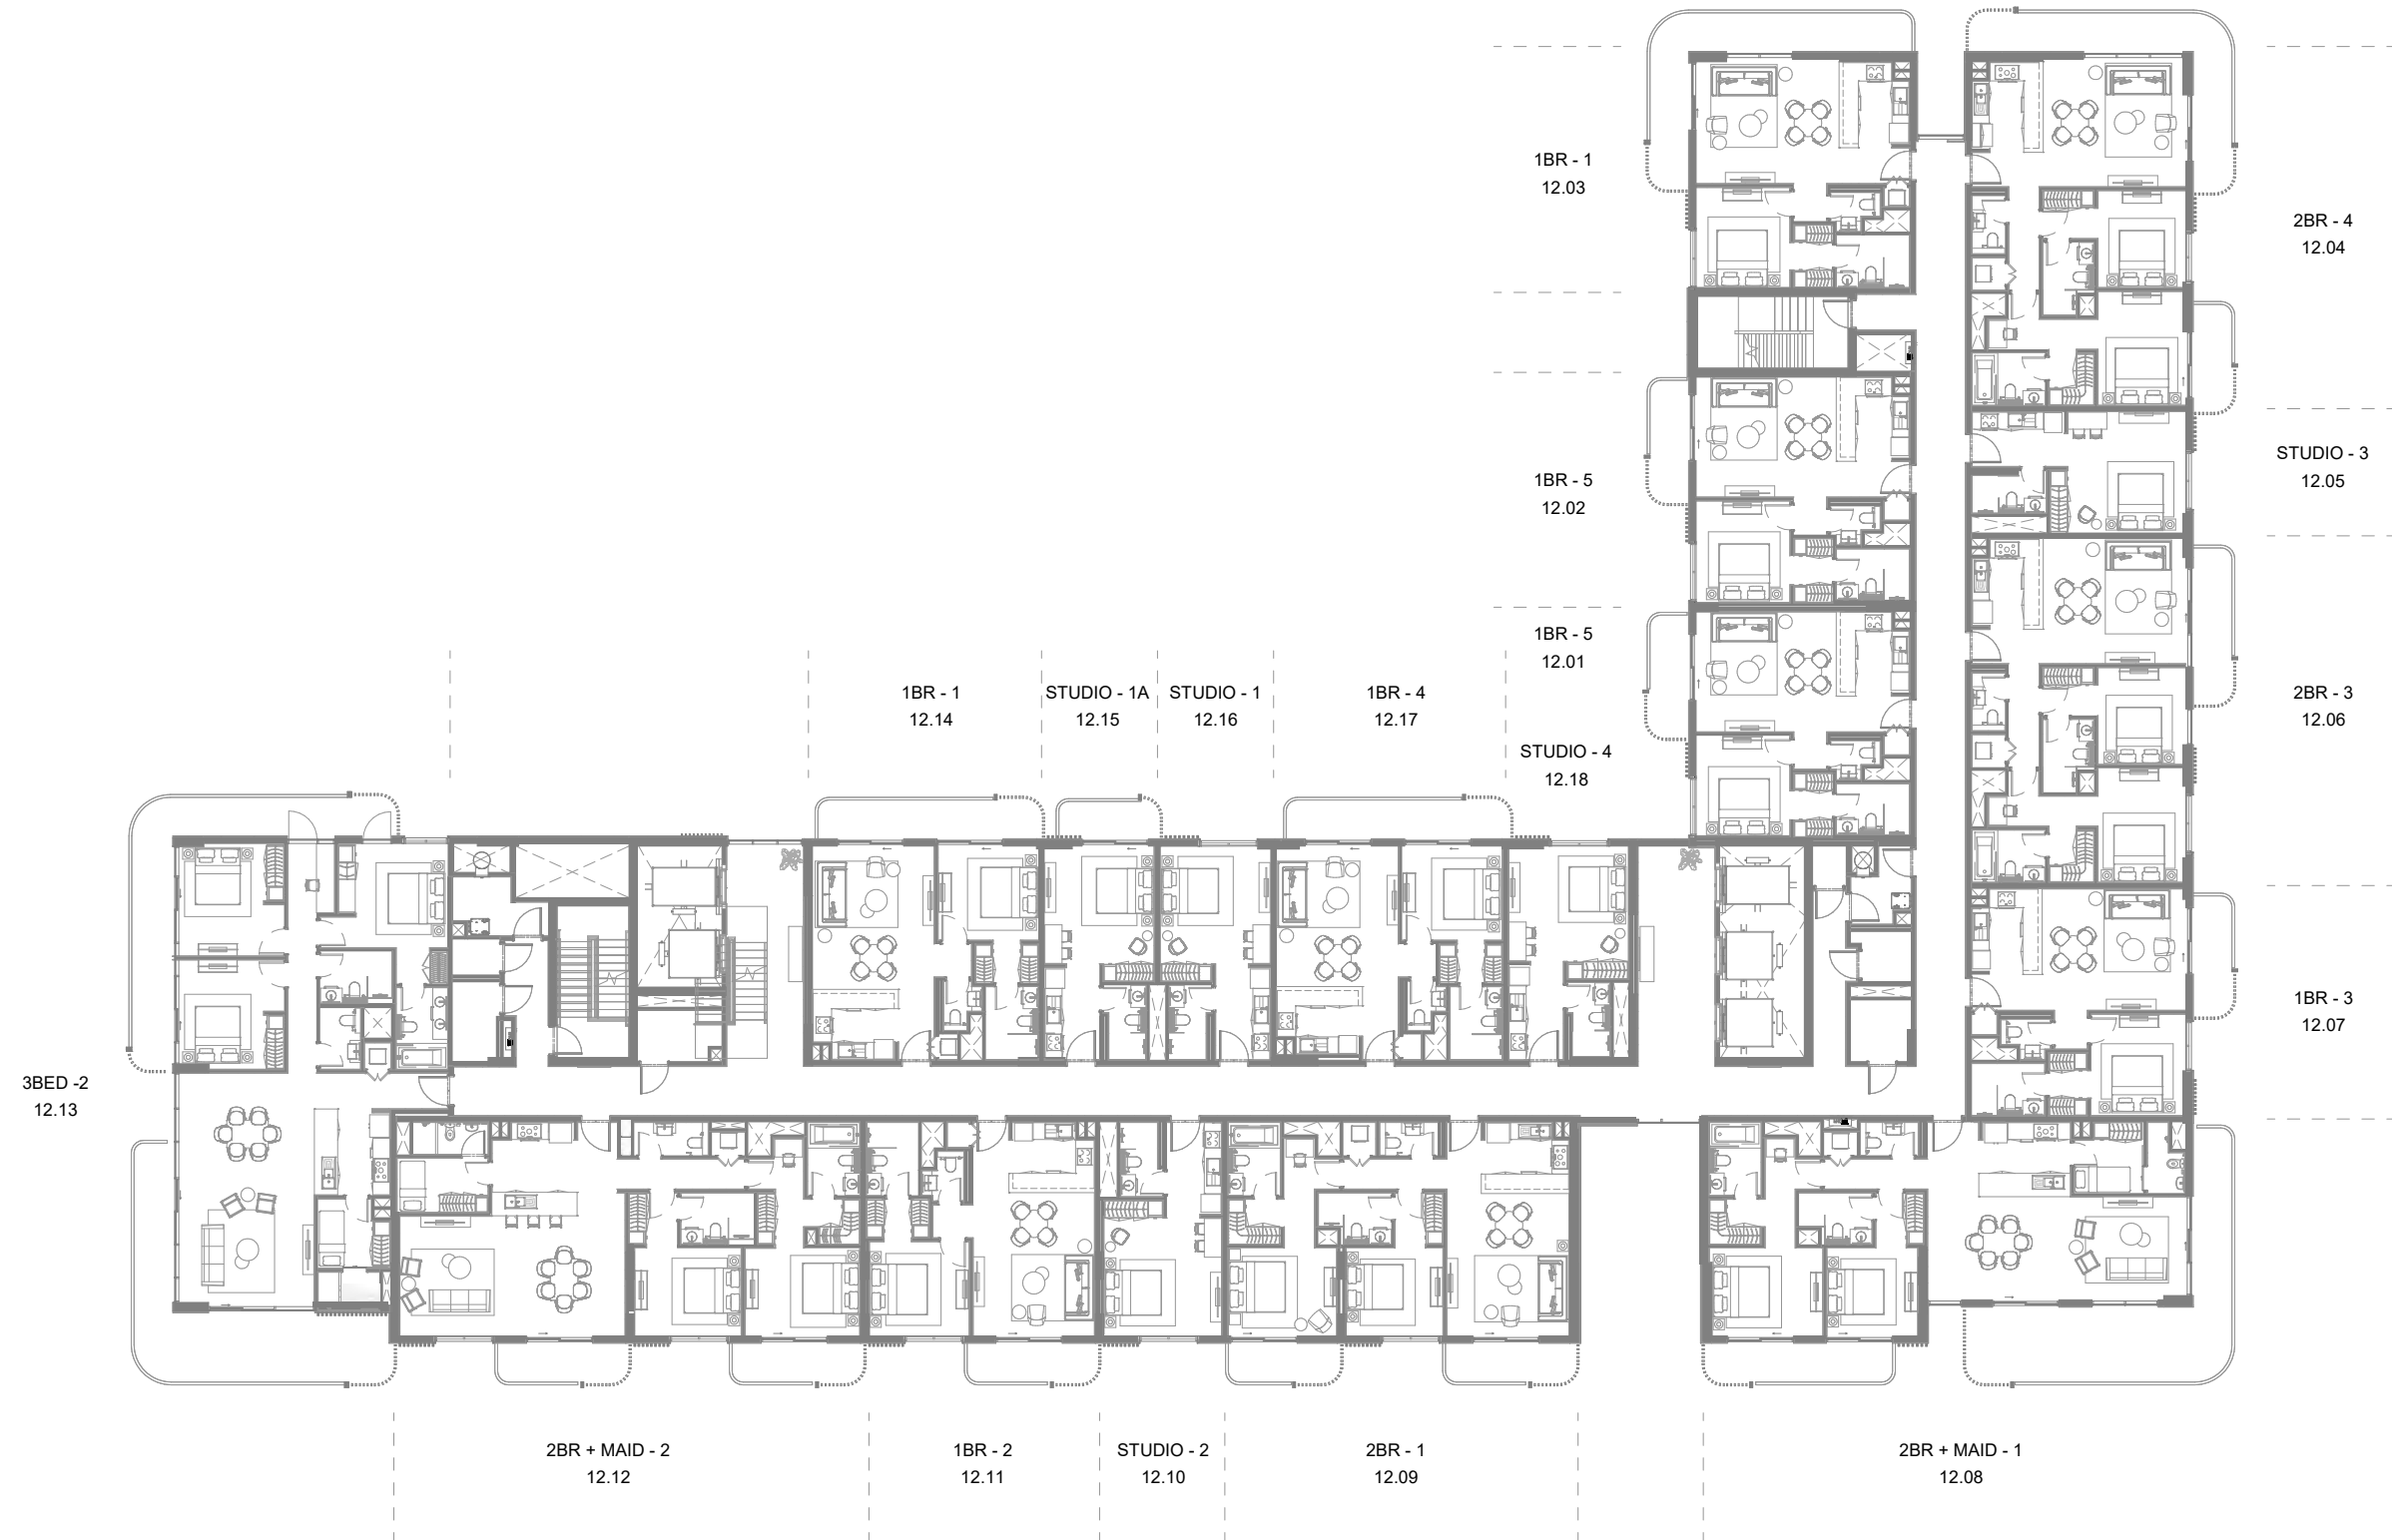 1BR - 1
12.03
2BR - 4
12.04
STUDIO - 3
12.05
1BR - 5
12.02
1BR - 5
12.01
1BR - 1
12.14
STUDIO - 1A
12.15
STUDIO - 1
12.16
1BR - 4
12.17
2BR - 3
12.06
STUDIO - 4
12.18
1BR - 3
12.07
3BED -2
12.13
2BR + MAID - 2
12.12
1BR - 2
12.11
STUDIO - 2
12.10
2BR - 1
12.09
2BR + MAID - 1
12.08